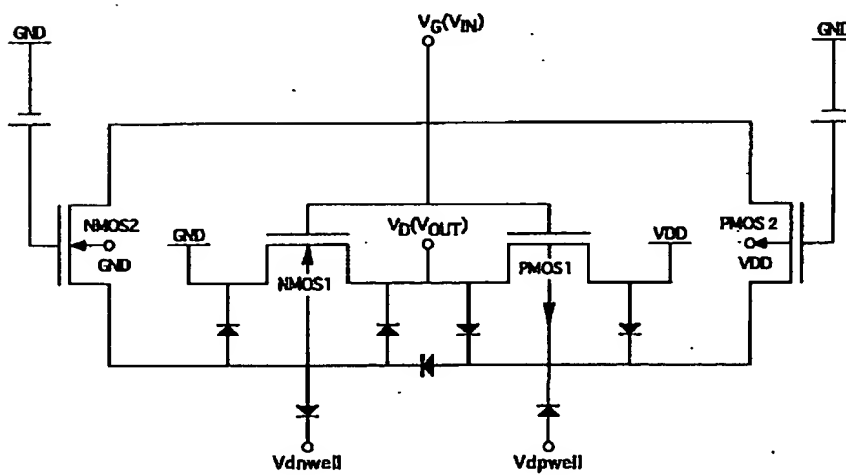 V_G(V_IN)
GND
GND
NMOS2
GND
GND
V_D(V_OUT)
NMOS1
PMOS1
VDD
PMOS 2
VDD
Vdnwell
Vdpwell